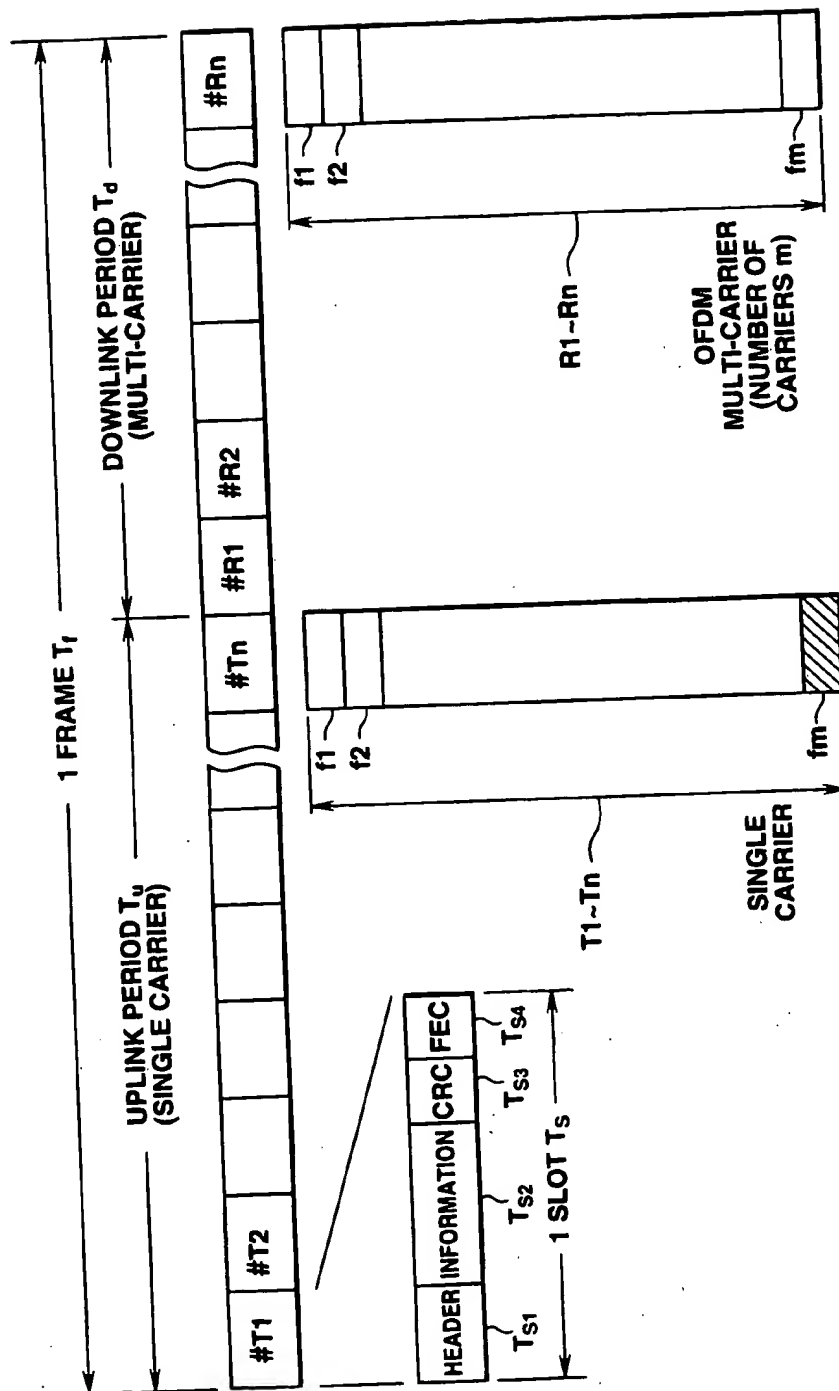 1 FRAME Tf
UPLINK PERIOD Tu
(SINGLE CARRIER)
DOWNLINK PERIOD Td
(MULTI-CARRIER)
#T1 #T2 #Tn #R1 #R2 #Rn
HEADER INFORMATION CRC FEC
TS1 TS2 TS3 TS4
1 SLOT TS
f1
f2
T1~Tn
fm
SINGLE
CARRIER
f1
f2
R1~Rn
fm
OFDM
MULTI-CARRIER
(NUMBER OF
CARRIERS m)